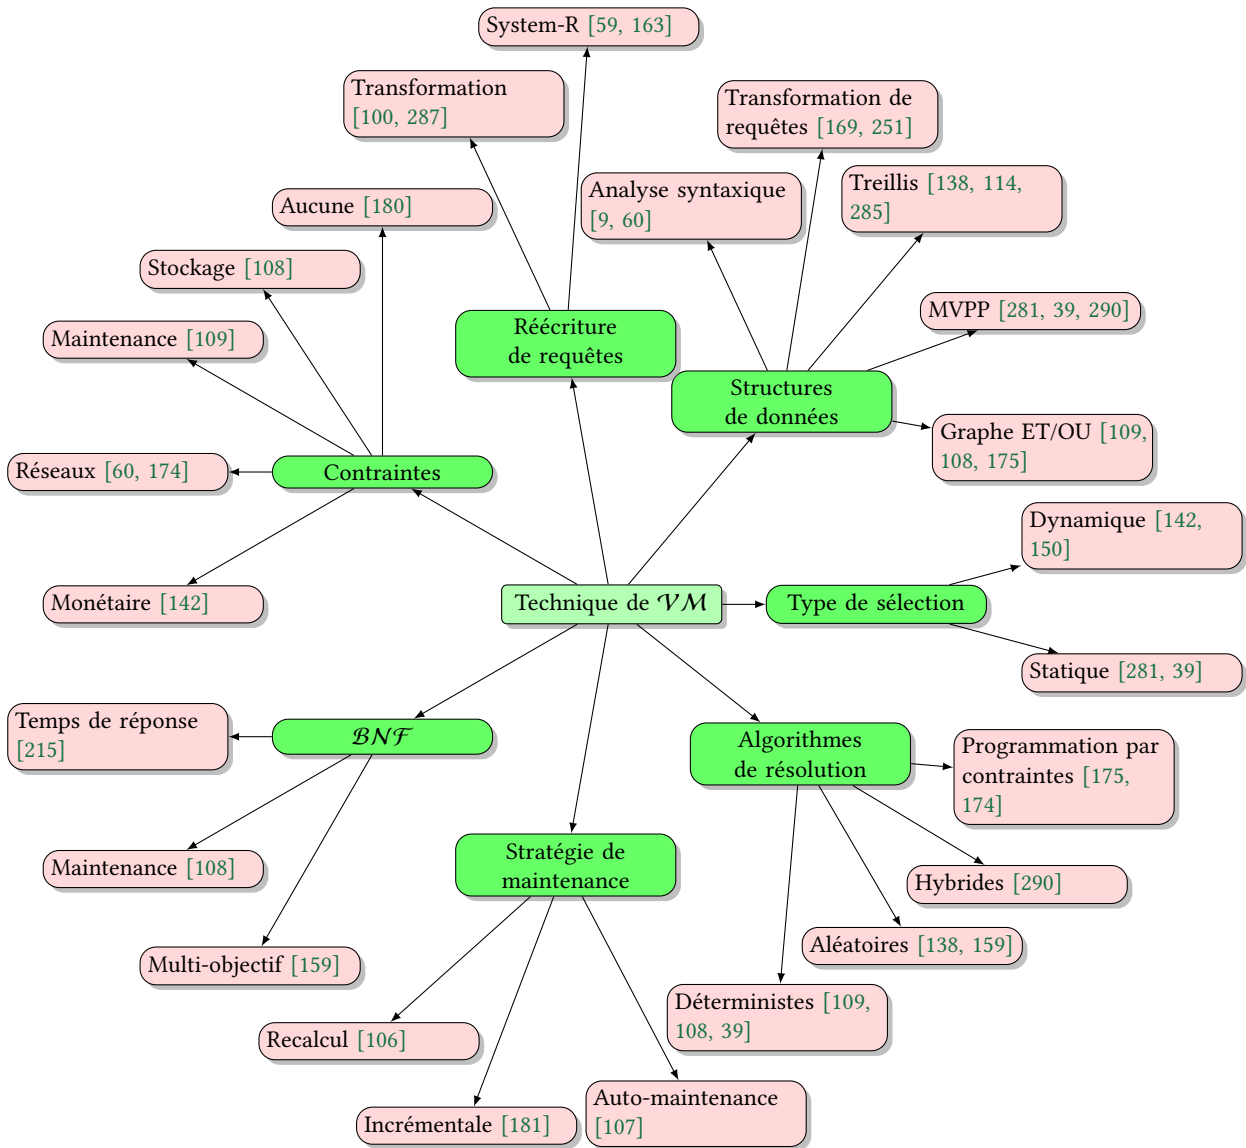 System-R [59, 163]
Transformation
[100, 287]
Transformation de
requêtes [169, 251]
Analyse syntaxique
[9, 60]
Treillis [138, 114,
285]
Aucune [180]
Stockage [108]
Maintenance [109]
MVPP [281, 39, 290]
Réécriture
de requêtes
Structures
de données
Graphe ET/OU [109,
108, 175]
Réseaux [60, 174]
Contraintes
Dynamique [142,
150]
Monétaire [142]
Technique de 𝒱ℳ
Type de sélection
Statique [281, 39]
Temps de réponse
[215]
ℬ𝒩ℱ
Algorithmes
de résolution
Programmation par
contraintes [175,
174]
Stratégie de
maintenance
Maintenance [108]
Hybrides [290]
Aléatoires [138, 159]
Multi-objectif [159]
Déterministes [109,
108, 39]
Recalcul [106]
Auto-maintenance
[107]
Incrémentale [181]